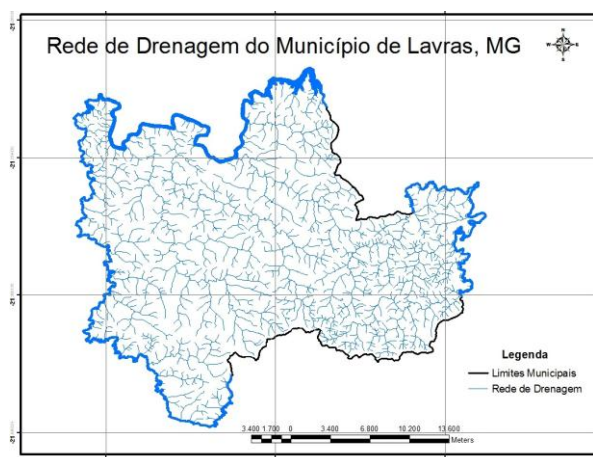 Rede de Drenagem do Município de Lavras, MG
N
W E
S
Legenda
Limites Municipais
Rede de Drenagem
3.400 1.700 0 3.400 6.800 10.200 13.600
Meters